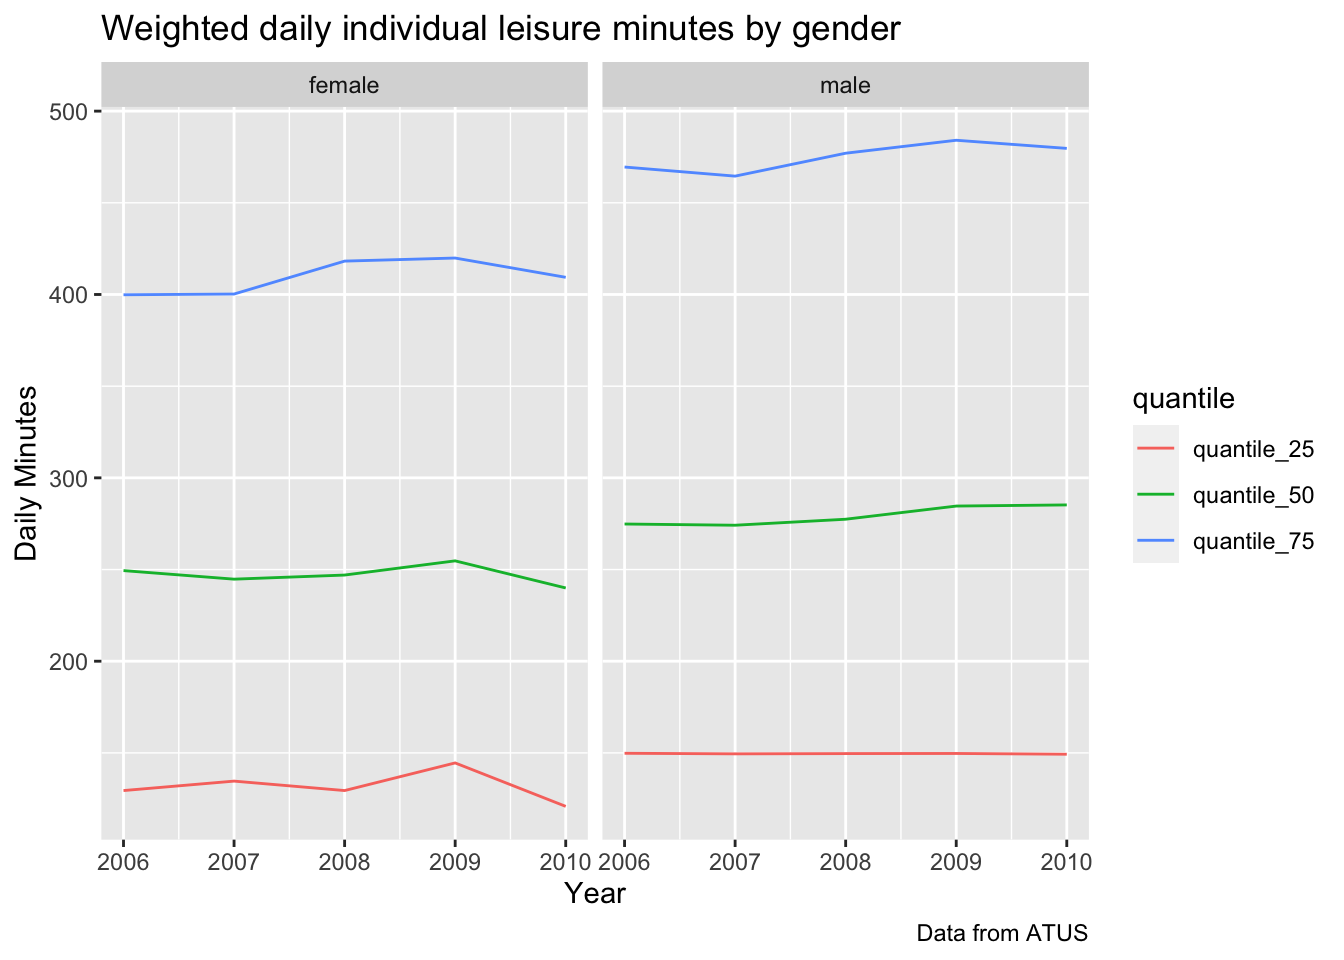 Weighted daily individual leisure minutes by gender
female male
500
400
300
200
Daily Minutes
2006 2007 2008 2009 2010 2006 2007 2008 2009 2010
Year
quantile
quantile_25
quantile_50
quantile_75
Data from ATUS